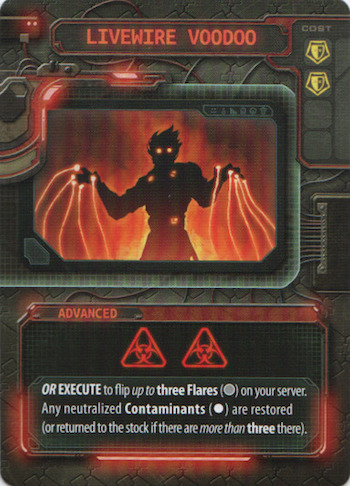 LIVEWIRE VOODOO
COST
ADVANCED
OR EXECUTE to flip up to three Flares () on your server.
Any neutralized Contaminants () are restored
(or returned to the stock if there are more than three there).